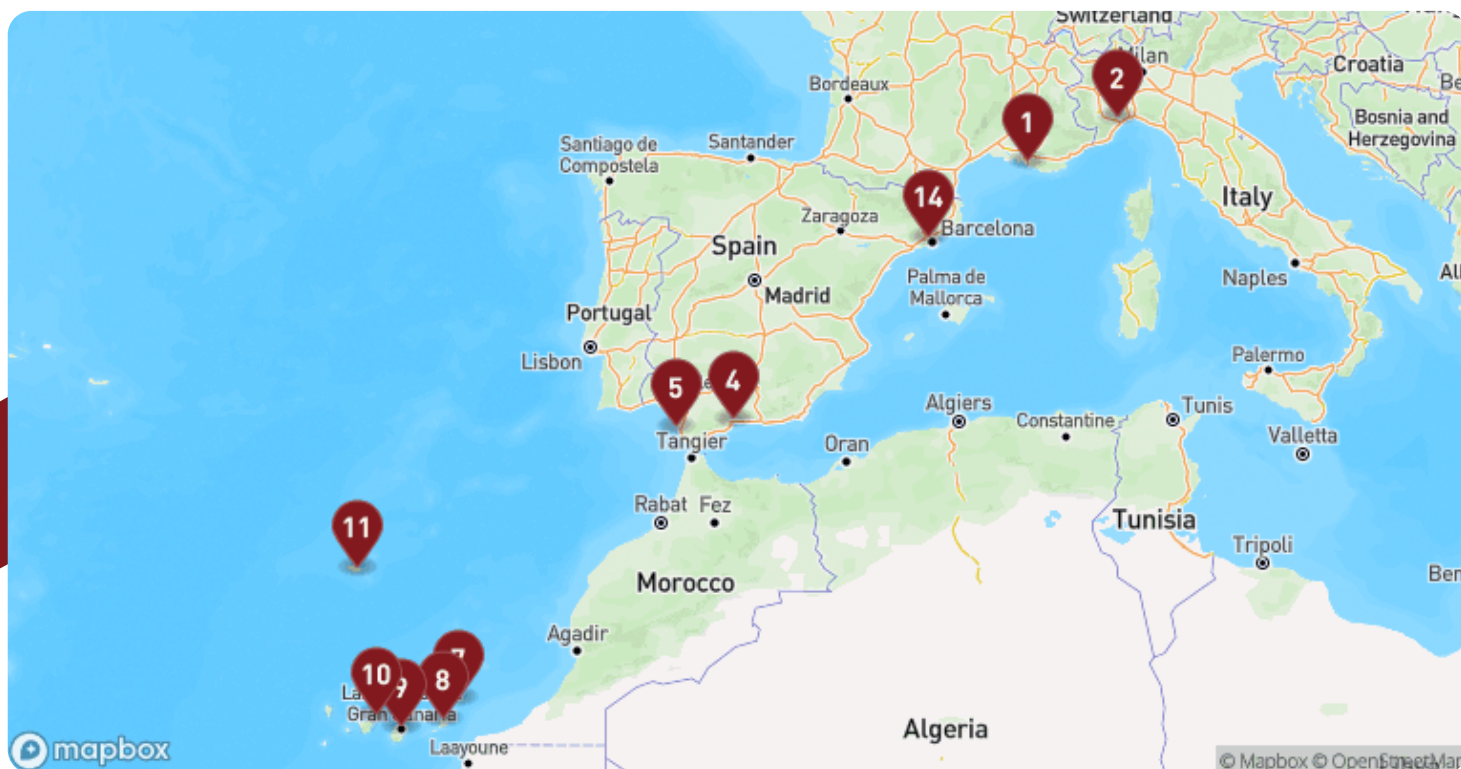 Switzerland
Milan
2
Croatia
Bordeaux
1
Bosnia and
Herzegovina
Santiago de
Compostela
Santander
14
Zaragoza
Barcelona
Italy
Spain
Palma de
Mallorca
Naples
Madrid
Portugal
Lisbon
Palermo
5
4
Algiers
Constantine
Tunis
Tangier
Oran
Valletta
Rabat
Fez
11
Tunisia
Tripoli
Morocco
Agadir
7
10
9
8
La
Gran Canaria
Algeria
Laayoune
mapbox
© Mapbox © OpenStreetMap